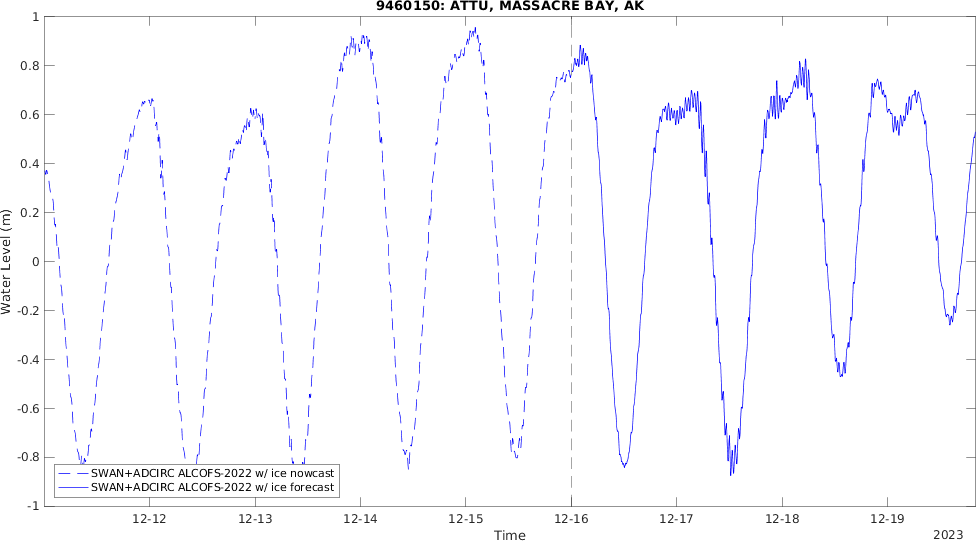 9460150: ATTU, MASSACRE BAY, AK
1
0.8
0.6
0.4
0.2
0
-0.2
-0.4
-0.6
-0.8
-1
Water Level (m)
SWAN+ADCIRC ALCOFS-2022 w/ ice nowcast
SWAN+ADCIRC ALCOFS-2022 w/ ice forecast
12-12 12-13 12-14 12-15 12-16 12-17 12-18 12-19
Time
2023